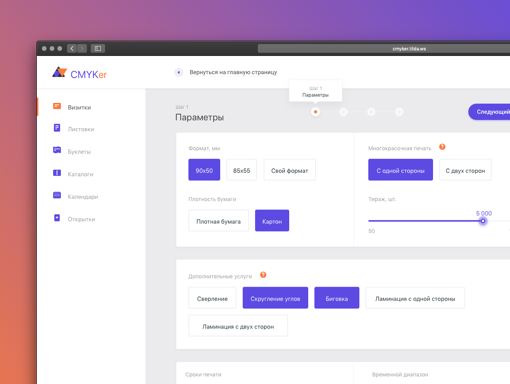 cmyker.tilda.ws
CMYKer
Вернуться на главную страницу
Шаг 1
Параметры
Шаг 1
Параметры
Следующий
Визитки
Листовки
Буклеты
Каталоги
Календари
Открытки
Формат, мм
90x50
85x55
Свой формат
Многокрасочная печать
?
С одной стороны
С двух сторон
Плотность бумаги
Плотная бумага
Картон
Тираж, шт.
5 000
50
Дополнительные услуги
?
Сверление
Скругление углов
Биговка
Ламинация с одной стороны
Ламинация с двух сторон
Сроки печати
Временной диапазон